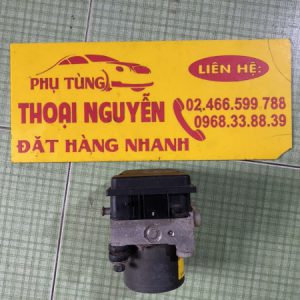 PHỤ TÙNG
LIÊN HỆ:
THOẠI NGUYỄN
02.466.599.788
0968.33.88.39
ĐẶT HÀNG NHANH